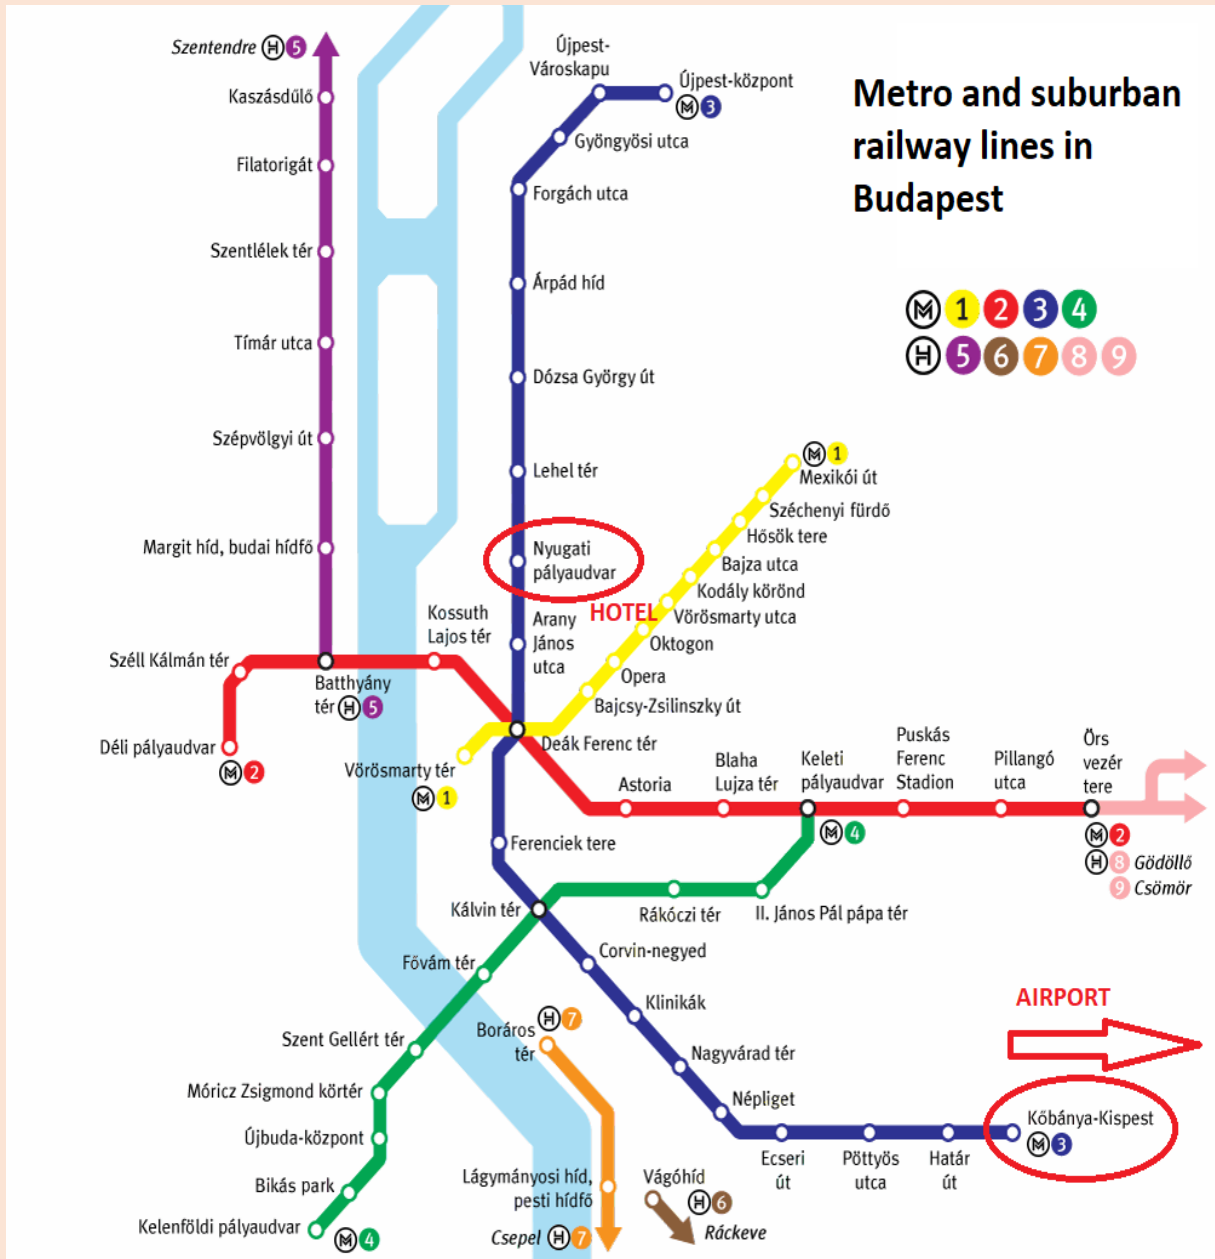 Szentendre H 5
Kaszásdűlő
Filatorigát
Szentlélek tér
Tímár utca
Szépvölgyi út
Margit híd, budai hídfő
Újpest-
Városkapu
Újpest-központ
M 3
Gyöngyösi utca
Forgách utca
Árpád híd
Dózsa György út
Lehel tér
Nyugati
pályaudvar
HOTEL
Arany
János
utca
Metro and suburban
railway lines in
Budapest
M 1 2 3 4
H 5 6 7 8 9
M 1
Mexikói út
Széchenyi fürdő
Hősök tere
Bajza utca
Kodály körönd
Vörösmarty utca
Oktogon
Opera
Bajcsy-Zsilinszky út
Deák Ferenc tér
Vörösmarty tér
M 1
Kossuth
Lajos tér
Széll Kálmán tér
Batthyány
tér H 5
Déli pályaudvar
M 2
Astoria
Blaha
Lujza tér
Keleti
pályaudvar
M 4
Puskás
Ferenc
Stadion
Pillangó
utca
Örs
vezér
tere
M 2
H 8 Gödöllő
9 Csömör
Ferenciek tere
Kálvin tér
Rákóczi tér
II. János Pál pápa tér
Corvin-negyed
Fővám tér
Klinikák
Szent Gellért tér
Nagyvárad tér
Móricz Zsigmond körtér
Népliget
Újbuda-központ
Bikás park
Kelenföldi pályaudvar
M 4
H 7
Boráros
tér
Lágymányosi híd,
pesti hídfő
Csepel H 7
Vágóhíd
H 6
Ráckeve
Ecseri
út
Pöttyös
utca
Határ
út
AIRPORT
Kőbánya-Kispest
M 3